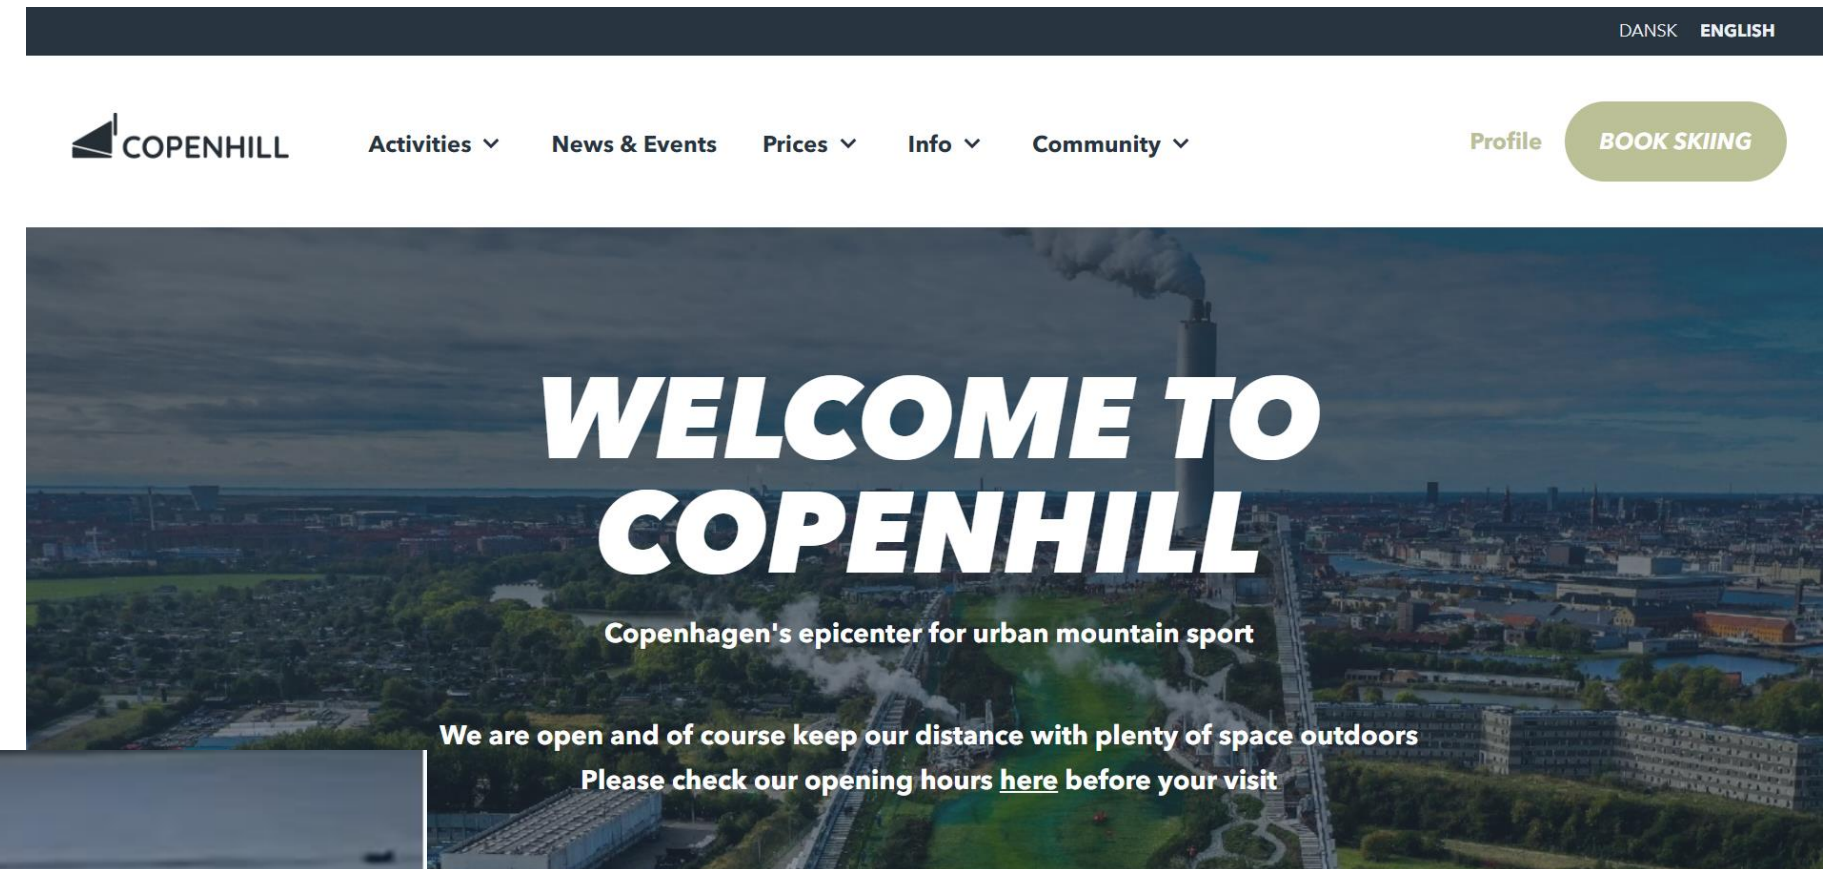 DANSK ENGLISH
COPENHILL Activities News & Events Prices Info Community Profile BOOK SKIING
WELCOME TO
COPENHILL
Copenhagen's epicenter for urban mountain sport
We are open and of course keep our distance with plenty of space outdoors
Please check our opening hours here before your visit